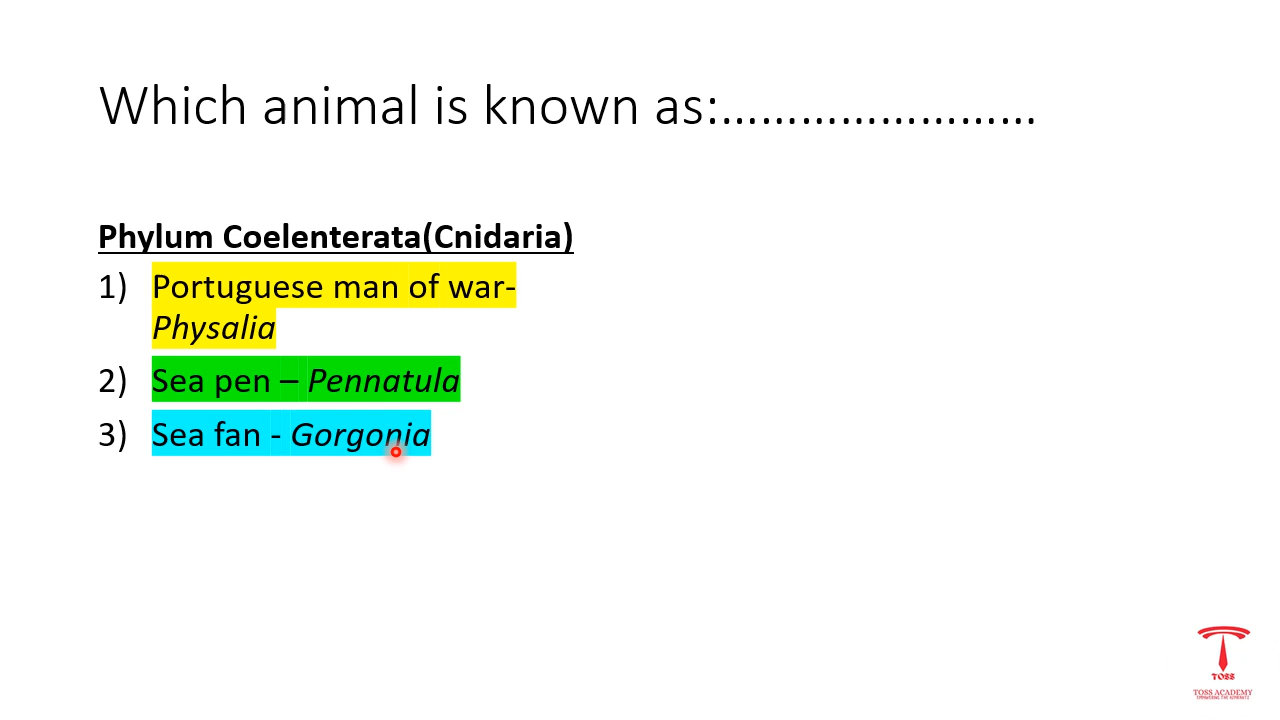 Which animal is known as:……………………
Phylum Coelenterata(Cnidaria)
1) Portuguese man of war-
Physalia
2) Sea pen – Pennatula
3) Sea fan - Gorgonia
TOSS
TOSS ACADEMY